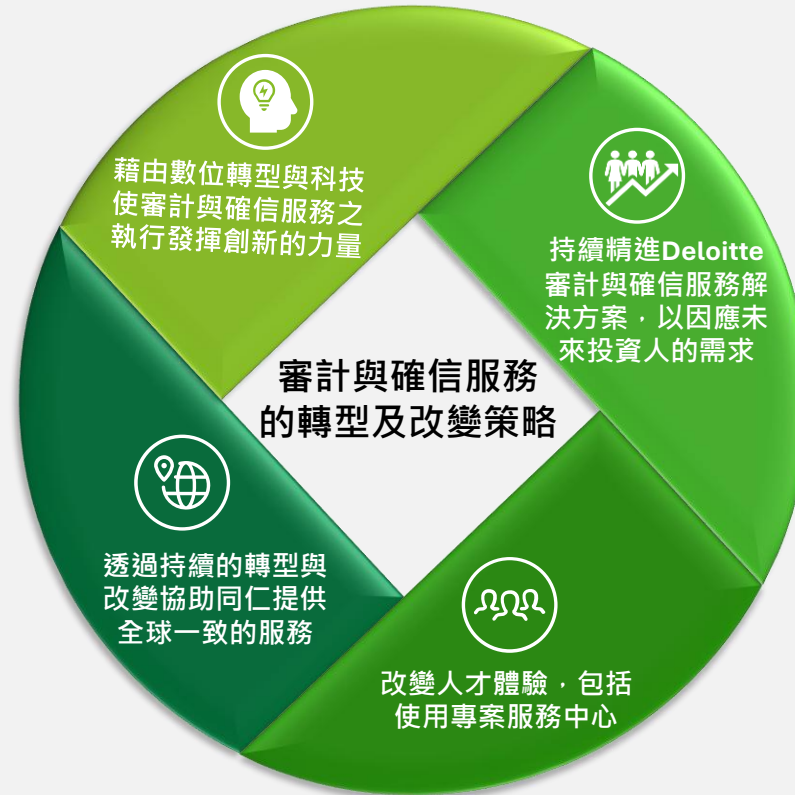 藉由數位轉型與科技
使審計與確信服務之
執行發揮創新的力量
持續精進Deloitte
審計與確信服務解
決方案，以因應未
來投資人的需求
審計與確信服務
的轉型及改變策略
透過持續的轉型與
改變協助同仁提供
全球一致的服務
改變人才體驗，包括
使用專案服務中心